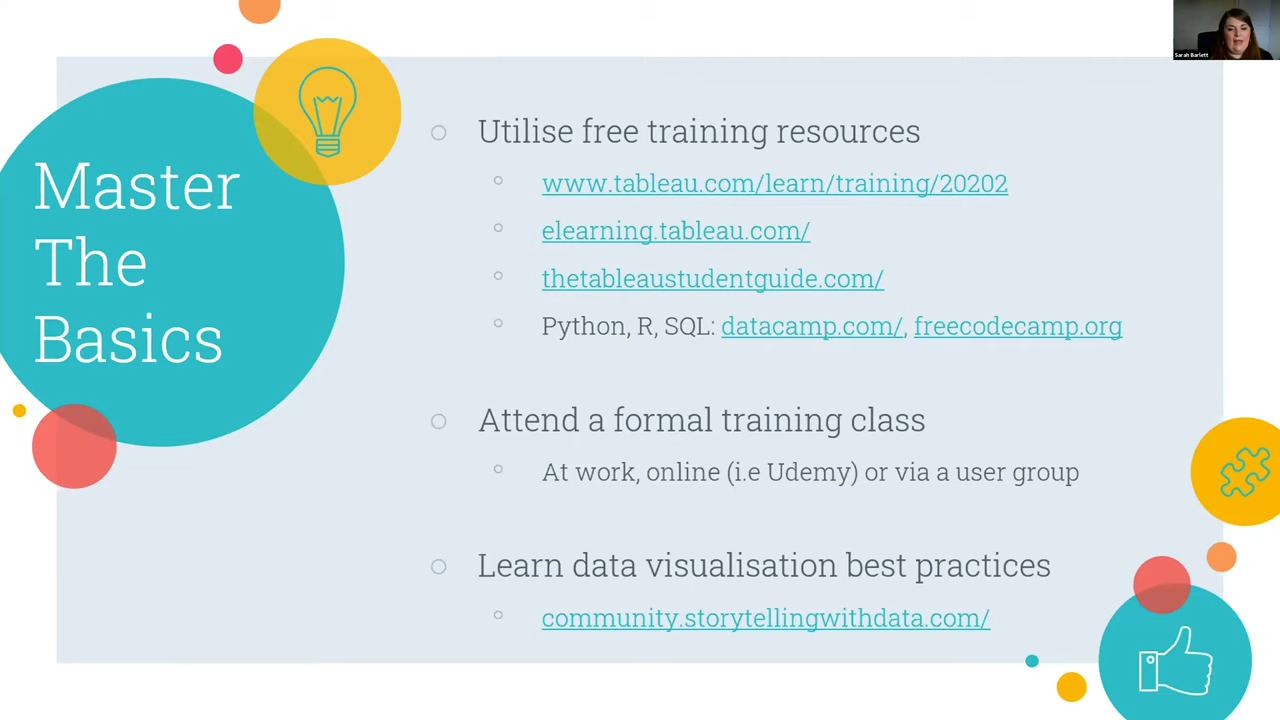 Sarah Barlett
Master
The
Basics
Utilise free training resources
www.tableau.com/learn/training/20202
elearning.tableau.com/
thetableaustudentguide.com/
Python, R, SQL: datacamp.com/, freecodecamp.org
Attend a formal training class
At work, online (i.e Udemy) or via a user group
Learn data visualisation best practices
community.storytellingwithdata.com/